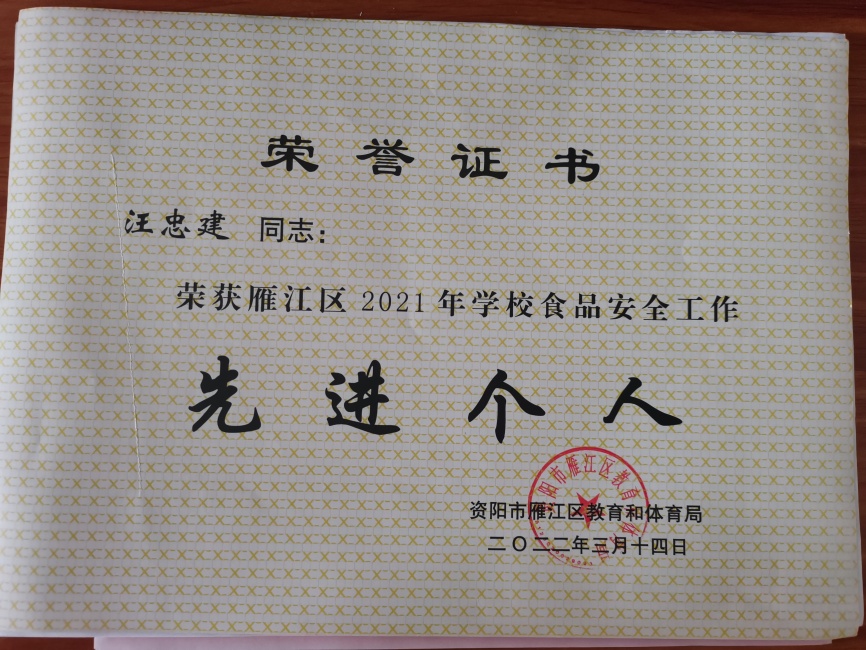 荣誉证书
汪忠建 同志：
荣获雁江区2021年学校食品安全工作
先进个人
资阳市雁江区教育和体育局
二〇二二年三月十四日